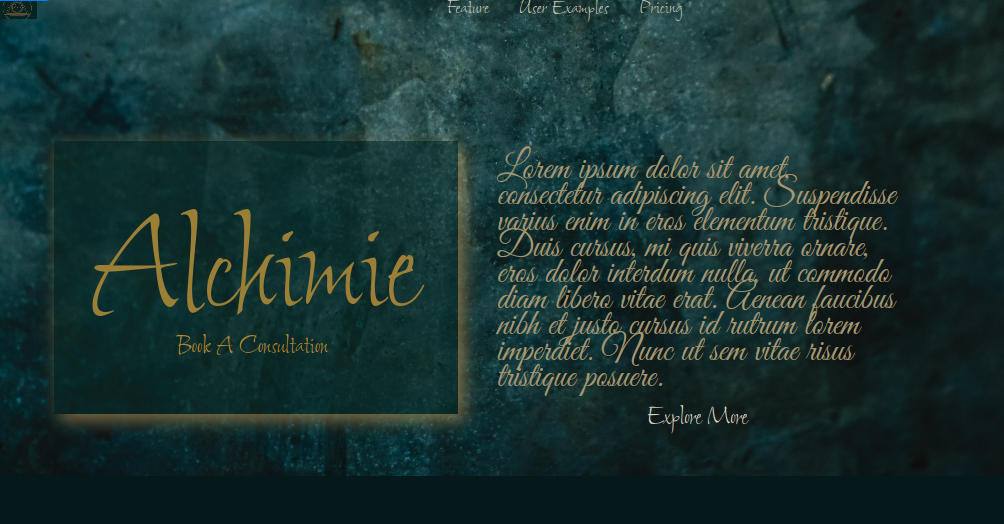 Feature User Examples Pricing
Alchimie
Book A Consultation
Lorem ipsum dolor sit amet,
consectetur adipiscing elit. Suspendisse
varius enim in eros elementum tristique.
Duis cursus, mi quis viverra ornare,
eros dolor interdum nulla, ut commodo
diam libero vitae erat. Aenean faucibus
nibh et justo cursus id rutrum lorem
imperdiet. Nunc ut sem vitae risus
tristique posuere.
Explore More